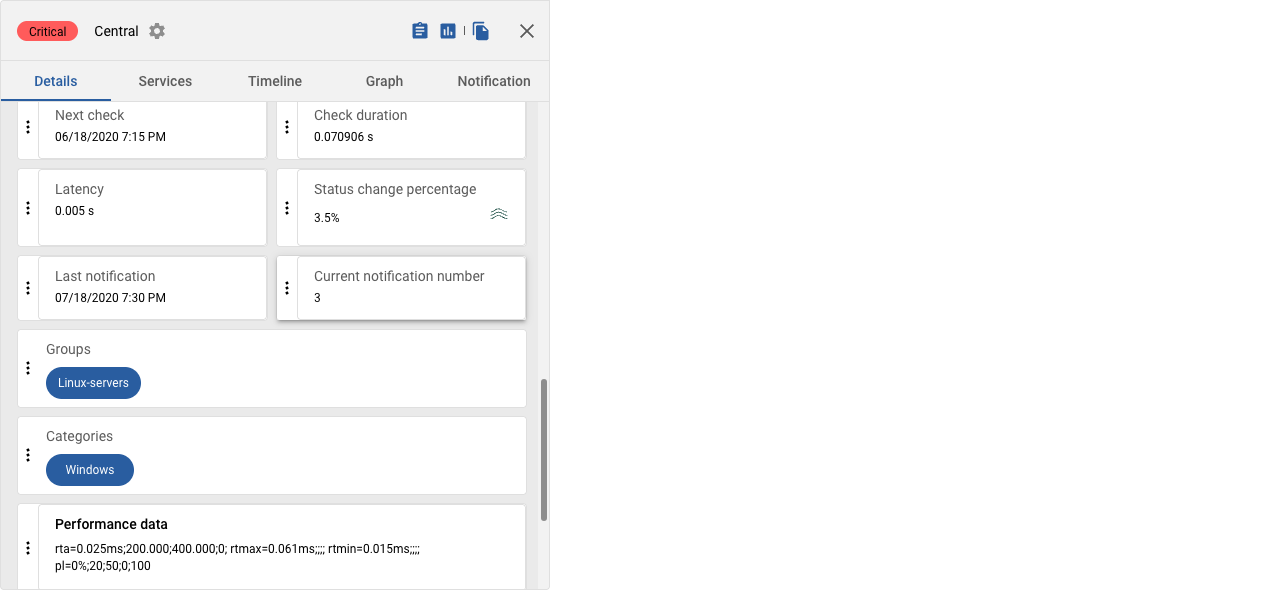 Critical Central
Details Services Timeline Graph Notification
Next check
06/18/2020 7:15 PM
Check duration
0.070906 s
Latency
0.005 s
Status change percentage
3.5%
Last notification
07/18/2020 7:30 PM
Current notification number
3
Groups
Linux-servers
Categories
Windows
Performance data
rta=0.025ms;200.000;400.000;0; rtmax=0.061ms;;;; rtmin=0.015ms;;;;
pl=0%;20;50;0;100